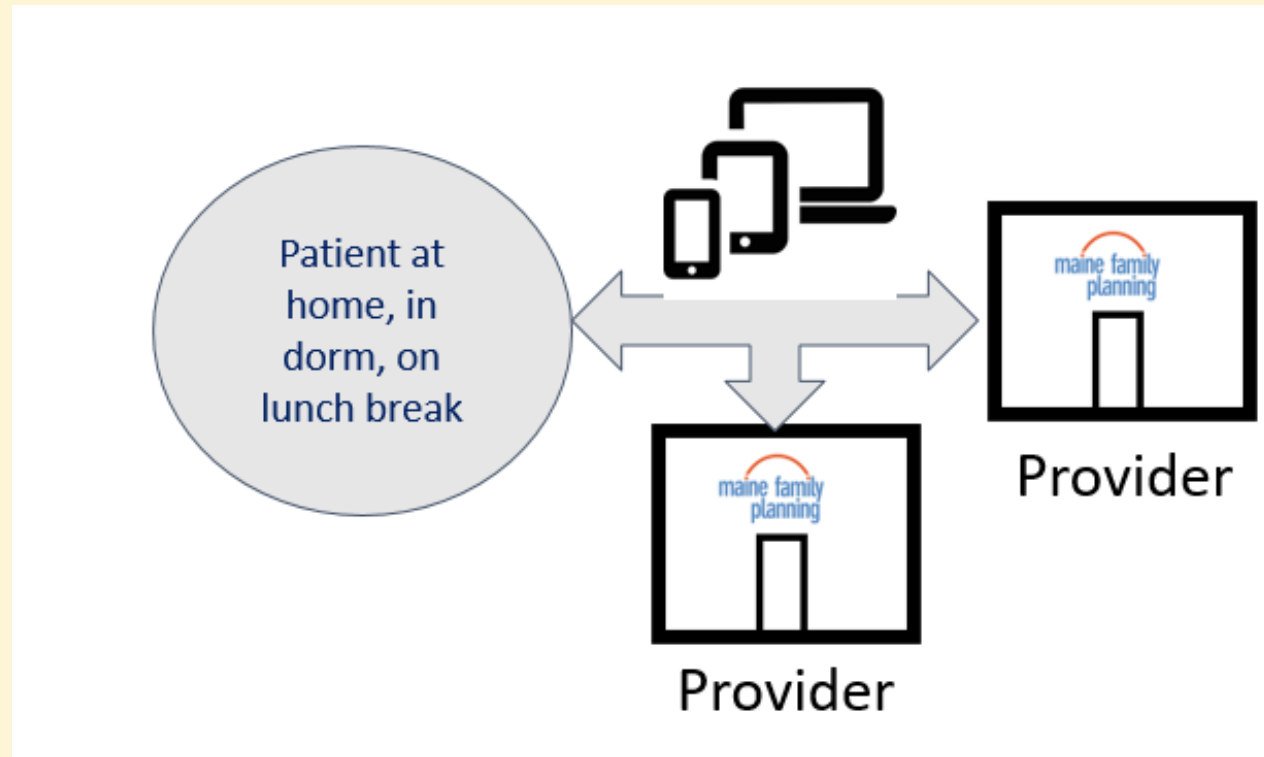 Patient at
home, in
dorm, on
lunch break
maine family
planning
Provider
maine family
planning
Provider